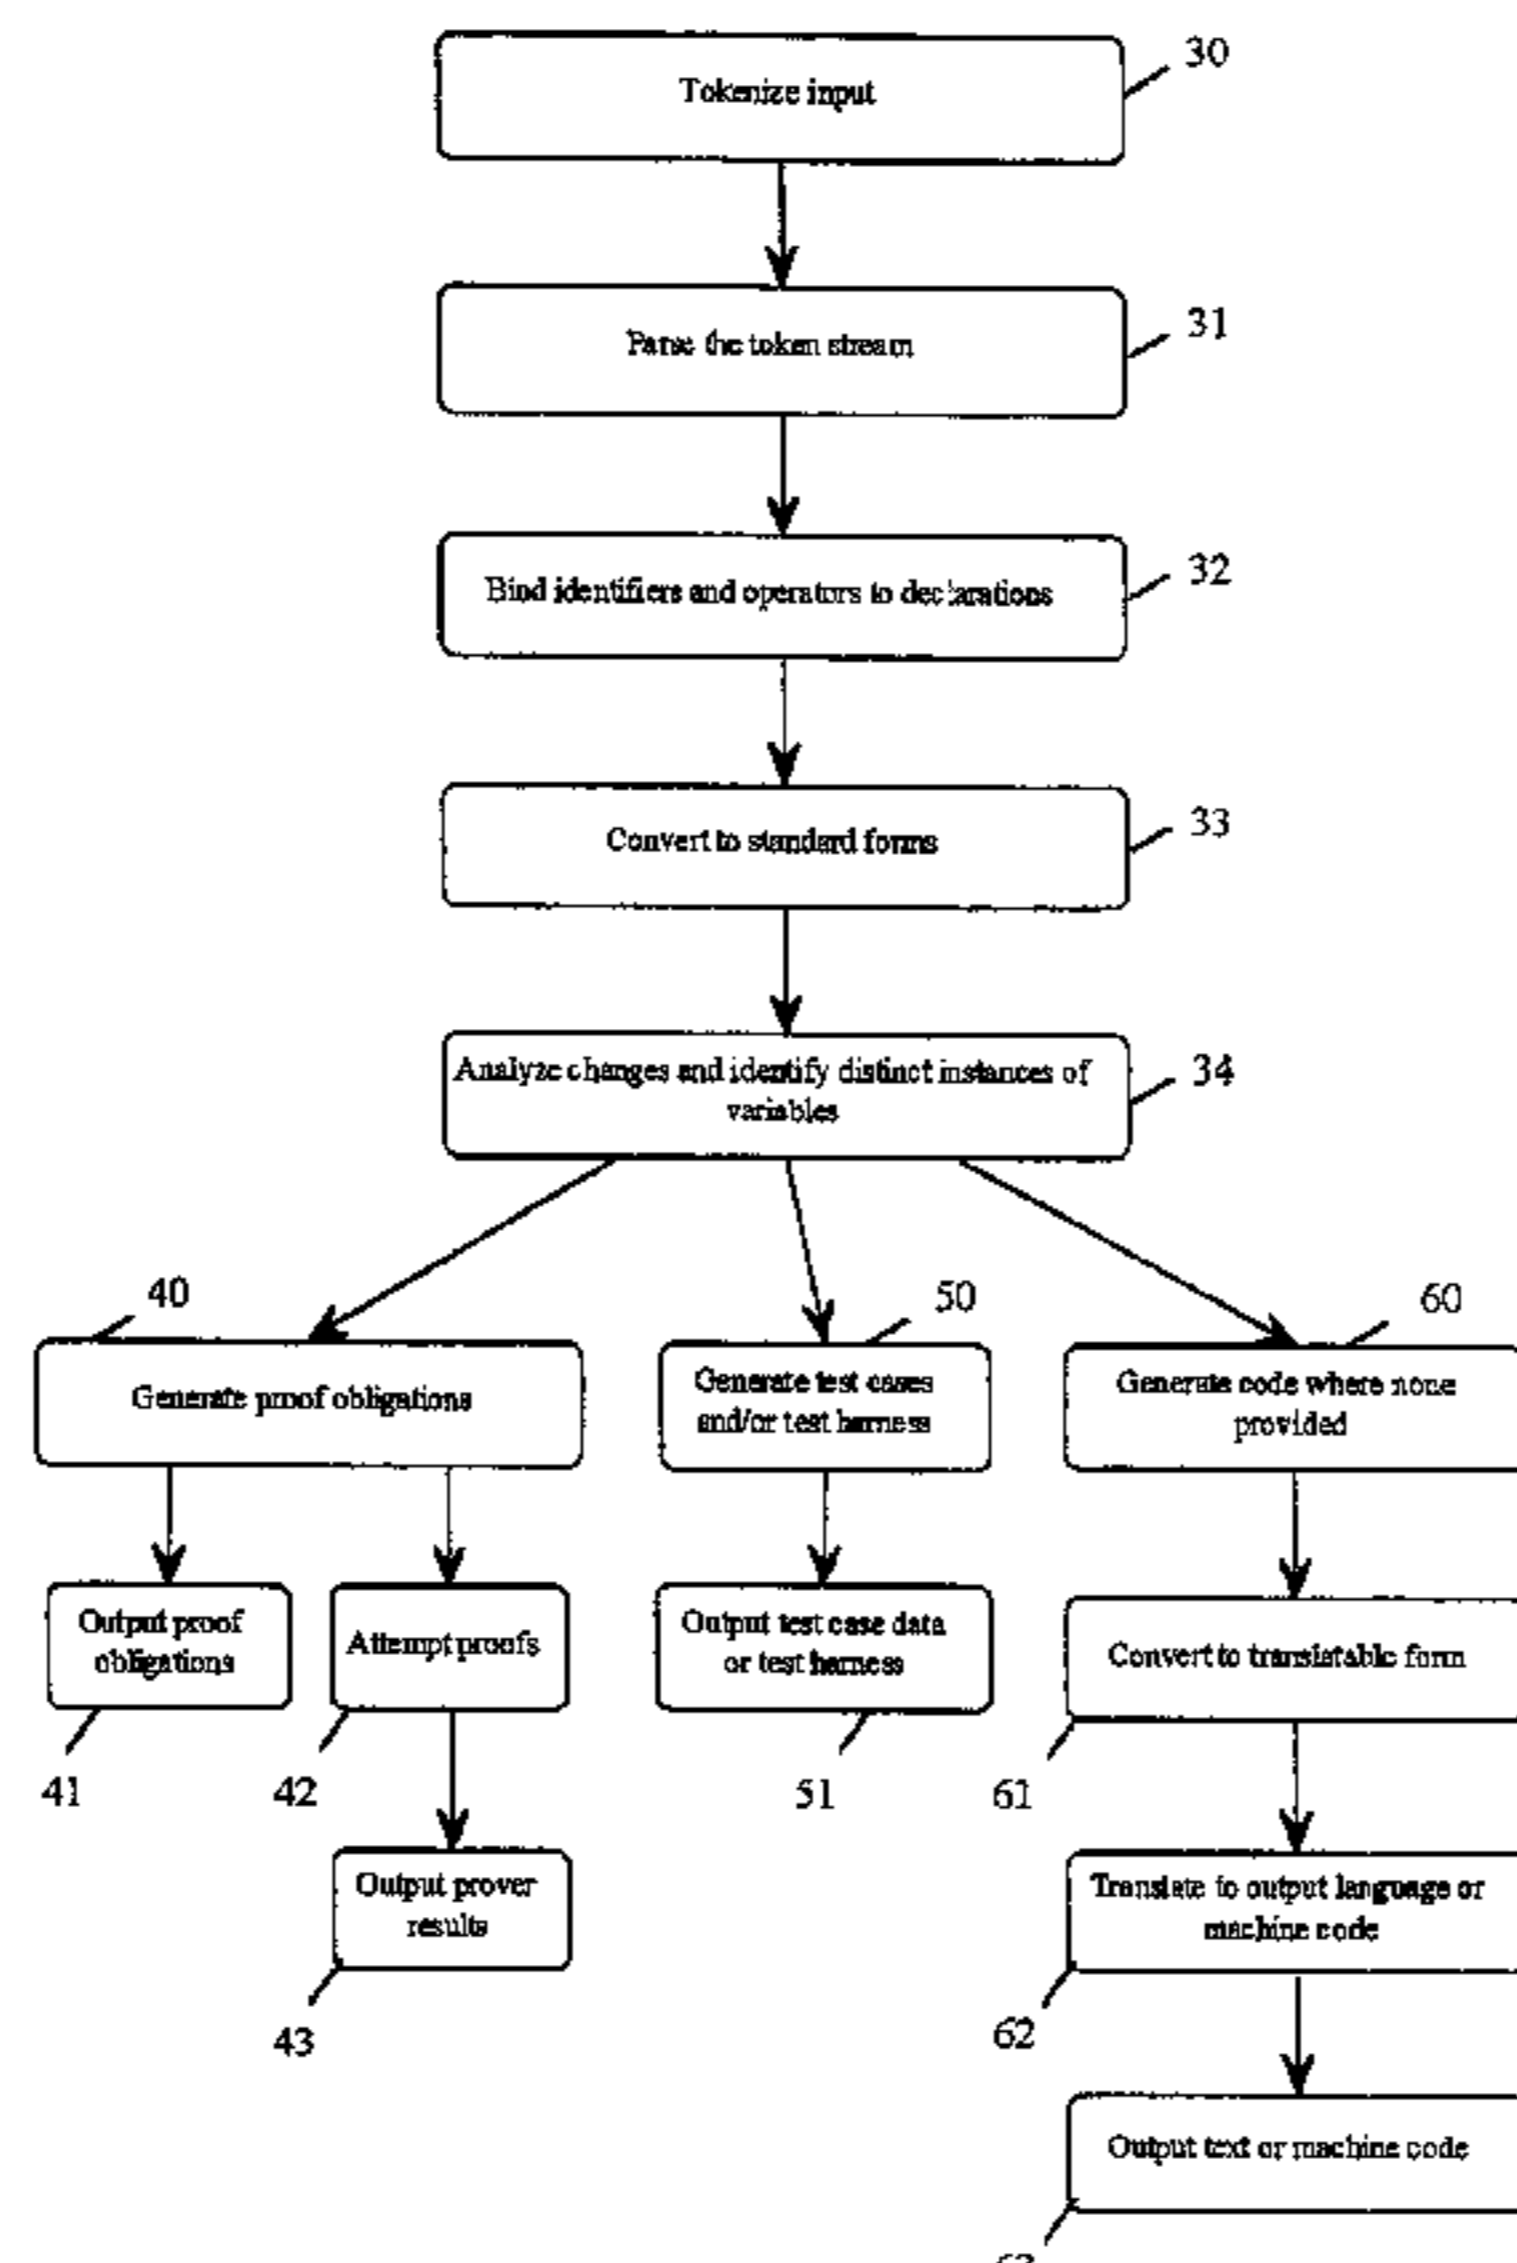 Tokenize input
30
Parse the token stream
31
Bind identifiers and operators to declarations
32
Convert to standard forms
33
Analyze changes and identify distinct instances of
variables
34
40
50
60
Generate proof obligations
Generate test cases
and/or test harness
Generate code where none
provided
Output proof
obligations
Attempt proofs
Output test case data
or test harness
Convert to translatable form
41
42
51
61
Output prover
results
Translate to output language or
machine code
43
62
Output text or machine code